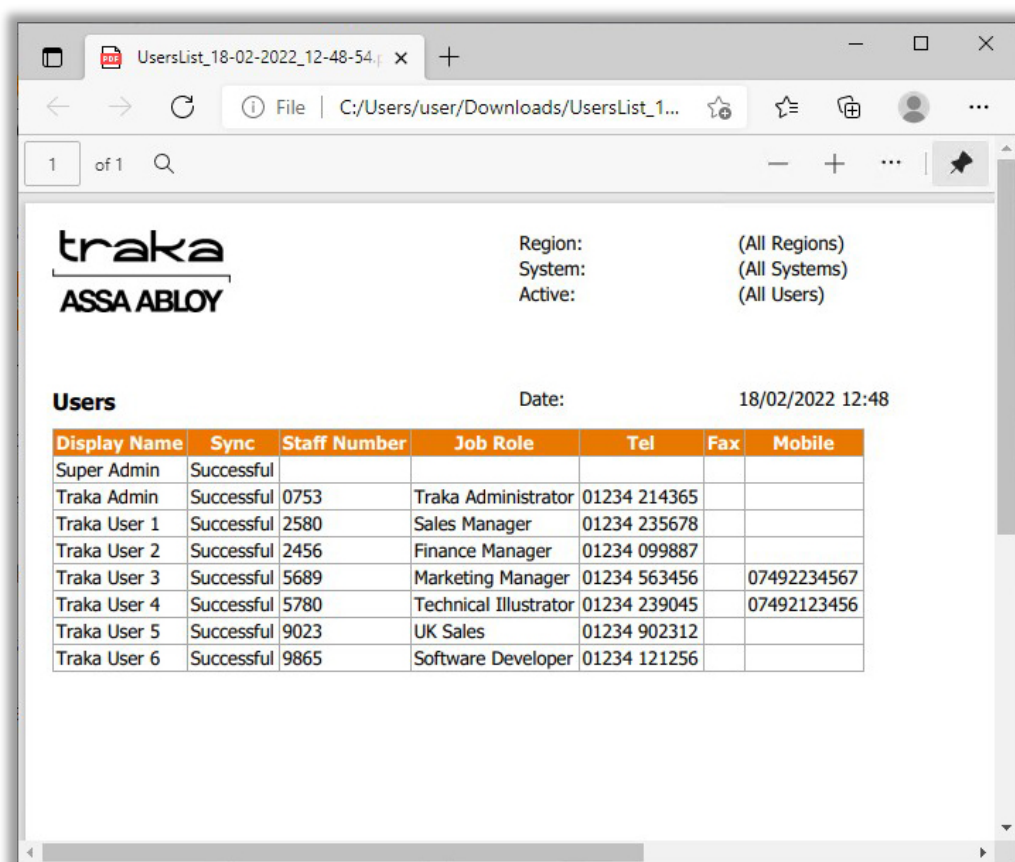 UsersList_18-02-2022_12-48-54.p
File C:/Users/user/Downloads/UsersList_1...
1 of 1
traka
ASSA ABLOY
Region: (All Regions)
System: (All Systems)
Active: (All Users)
Users Date: 18/02/2022 12:48
Display Name Sync Staff Number Job Role Tel Fax Mobile
Super Admin Successful
Traka Admin Successful 0753 Traka Administrator 01234 214365
Traka User 1 Successful 2580 Sales Manager 01234 235678
Traka User 2 Successful 2456 Finance Manager 01234 099887
Traka User 3 Successful 5689 Marketing Manager 01234 563456 07492234567
Traka User 4 Successful 5780 Technical Illustrator 01234 239045 07492123456
Traka User 5 Successful 9023 UK Sales 01234 902312
Traka User 6 Successful 9865 Software Developer 01234 121256